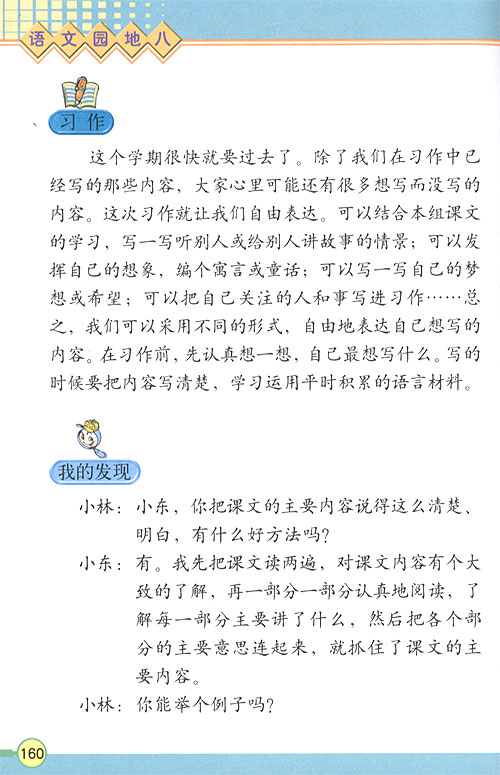 语文园地八
习作
这个学期很快就要过去了。除了我们在习作中已
经写的那些内容，大家心里可能还有很多想写而没写的
内容。这次习作就让我们自由表达。可以结合本组课文
的学习，写一写听别人或给别人讲故事的情景；可以发
挥自己的想象，编个寓言或童话；可以写一写自己的梦
想或希望；可以把自己关注的人和事写进习作……总
之，我们可以采用不同的形式，自由地表达自己想写的
内容。在习作前，先认真想一想，自己最想写什么。写的
时候要把内容写清楚，学习运用平时积累的语言材料。
我的发现
小林：小东，你把课文的主要内容说得这么清楚、
明白，有什么好方法吗？
小东：有。我先把课文读两遍，对课文内容有个大
致的了解，再一部分一部分认真地阅读，了
解每一部分主要讲了什么，然后把各个部
分的主要意思连起来，就抓住了课文的主
要内容。
小林：你能举个例子吗？
160